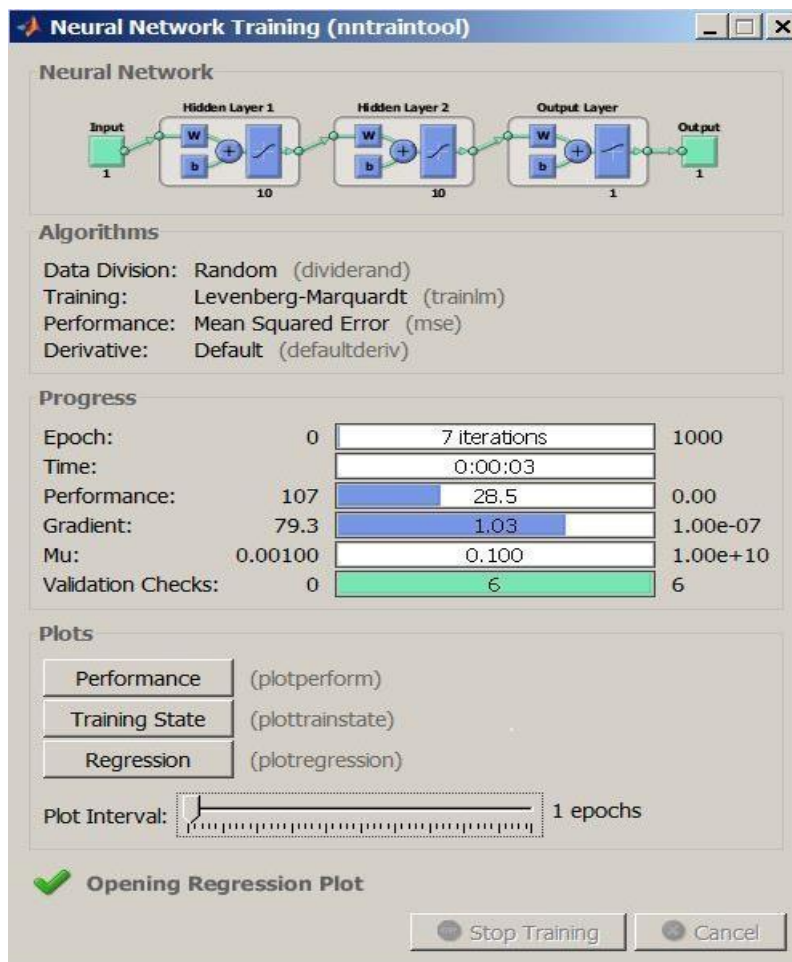 Neural Network Training (nntraintool)
Neural Network
Hidden Layer 1 Hidden Layer 2 Output Layer
Input Output
W W W
b b b
+ + +
1 10 10 1 1
Algorithms
Data Division: Random (dividerand)
Training: Levenberg-Marquardt (trainlm)
Performance: Mean Squared Error (mse)
Derivative: Default (defaultderiv)
Progress
Epoch: 0 7 iterations 1000
Time: 0:00:03
Performance: 107 28.5 0.00
Gradient: 79.3 1.03 1.00e-07
Mu: 0.00100 0.100 1.00e+10
Validation Checks: 0 6 6
Plots
Performance (plotperform)
Training State (plottrainstate)
Regression (plotregression)
Plot Interval: 1 epochs
Opening Regression Plot
Stop Training Cancel